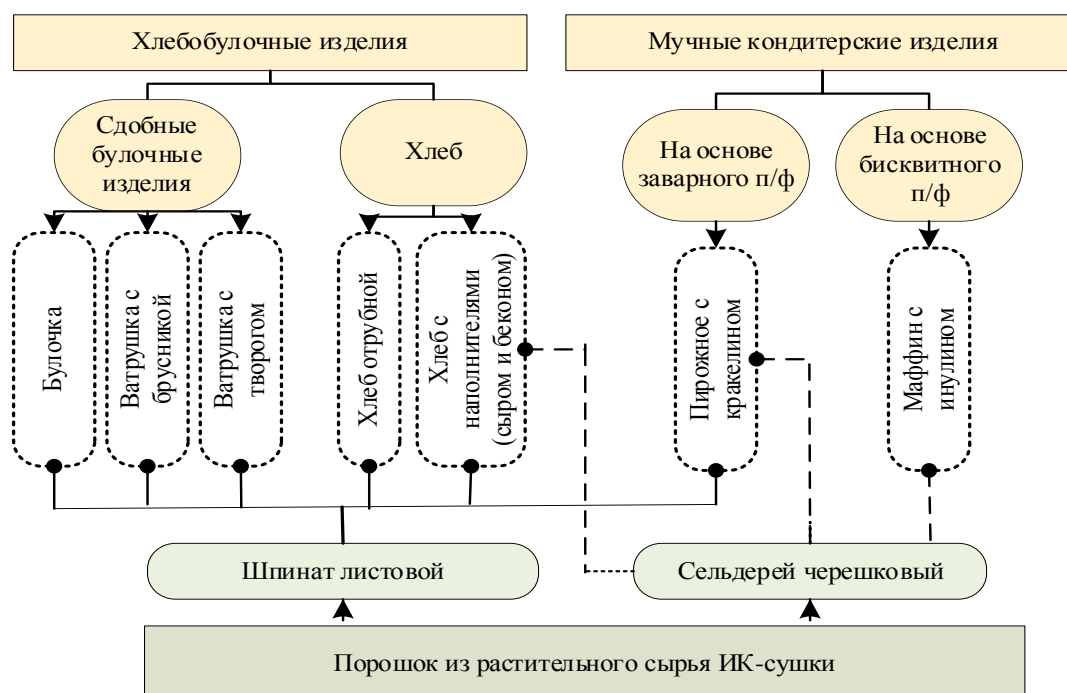 Хлебобулочные изделия
Мучные кондитерские изделия
Сдобные
булочные
изделия
Хлеб
На основе
заварного п/ф
На основе
бисквитного
п/ф
Булочка
Ватрушка с
брусникой
Ватрушка с
творогом
Хлеб отрубной
Хлеб с
наполнителями
(сыром и беконом)
Пирожное с
кракелином
Маффин с
инулином
Шпинат листовой
Сельдерей черешковый
Порошок из растительного сырья ИК-сушки